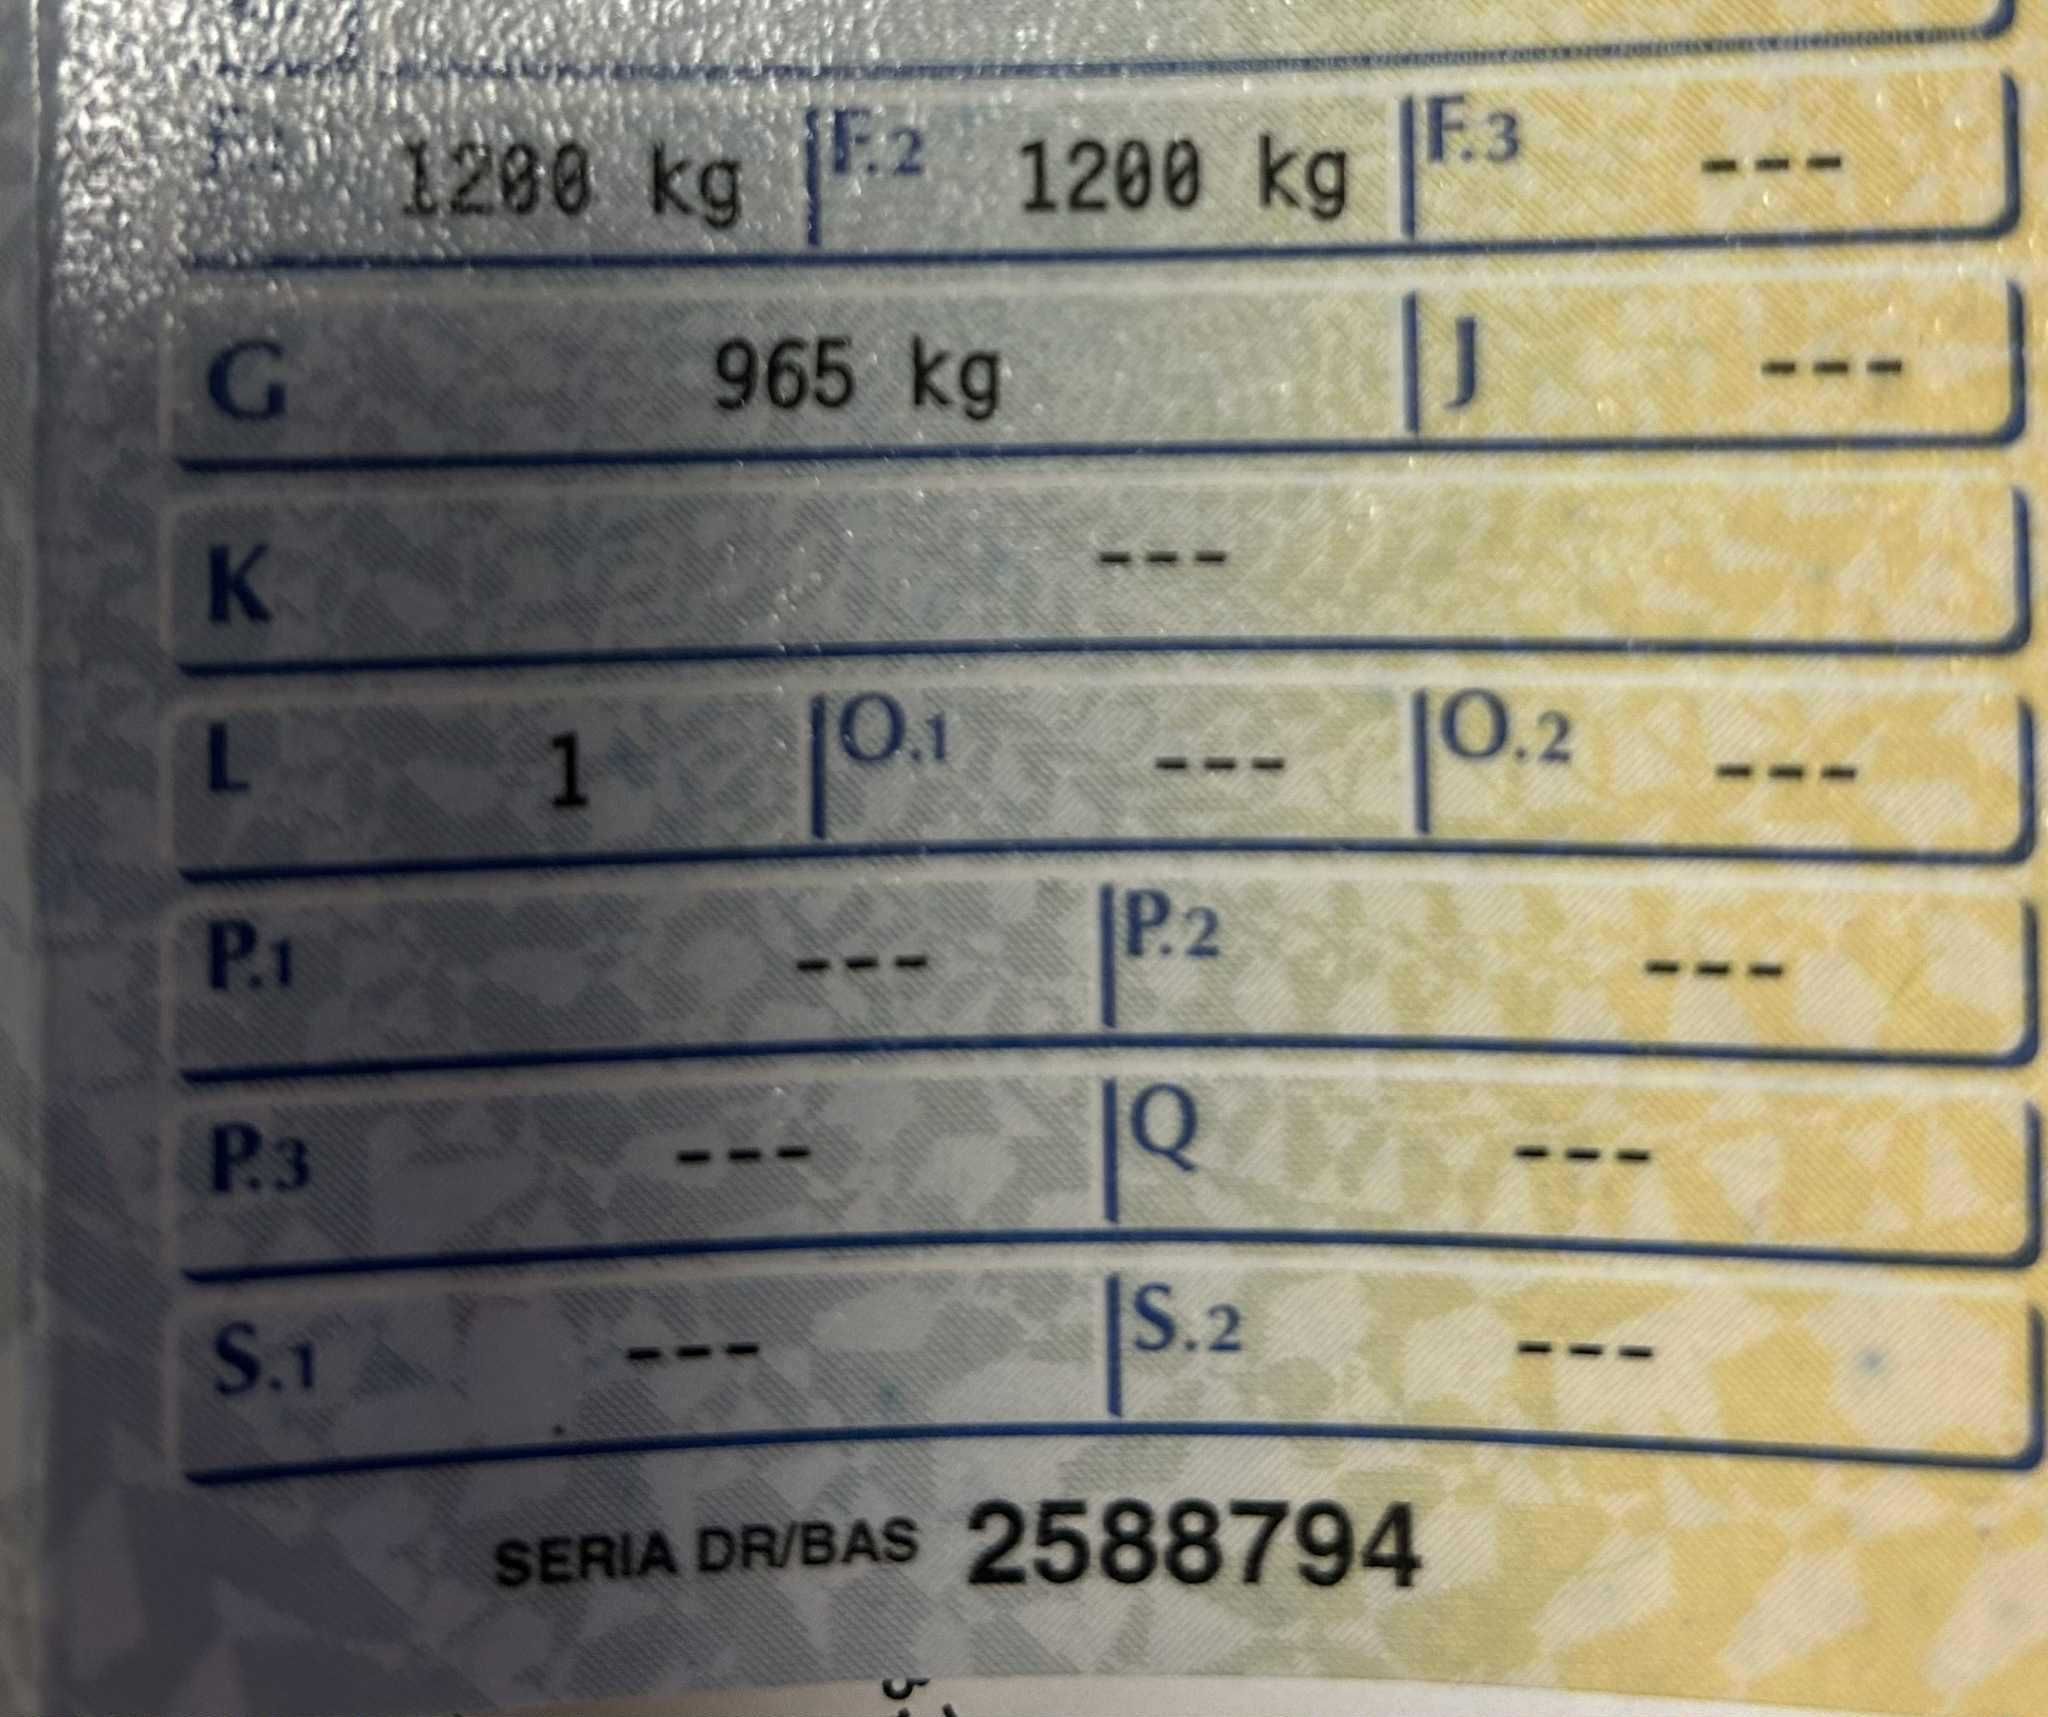 1200 kg F.2 1200 kg F.3 ---
G 965 kg J ---
K ---
L 1 O.1 --- O.2 ---
P.1 --- P.2 ---
P.3 --- Q ---
S.1 --- S.2 ---
SERIA DR/BAS 2588794